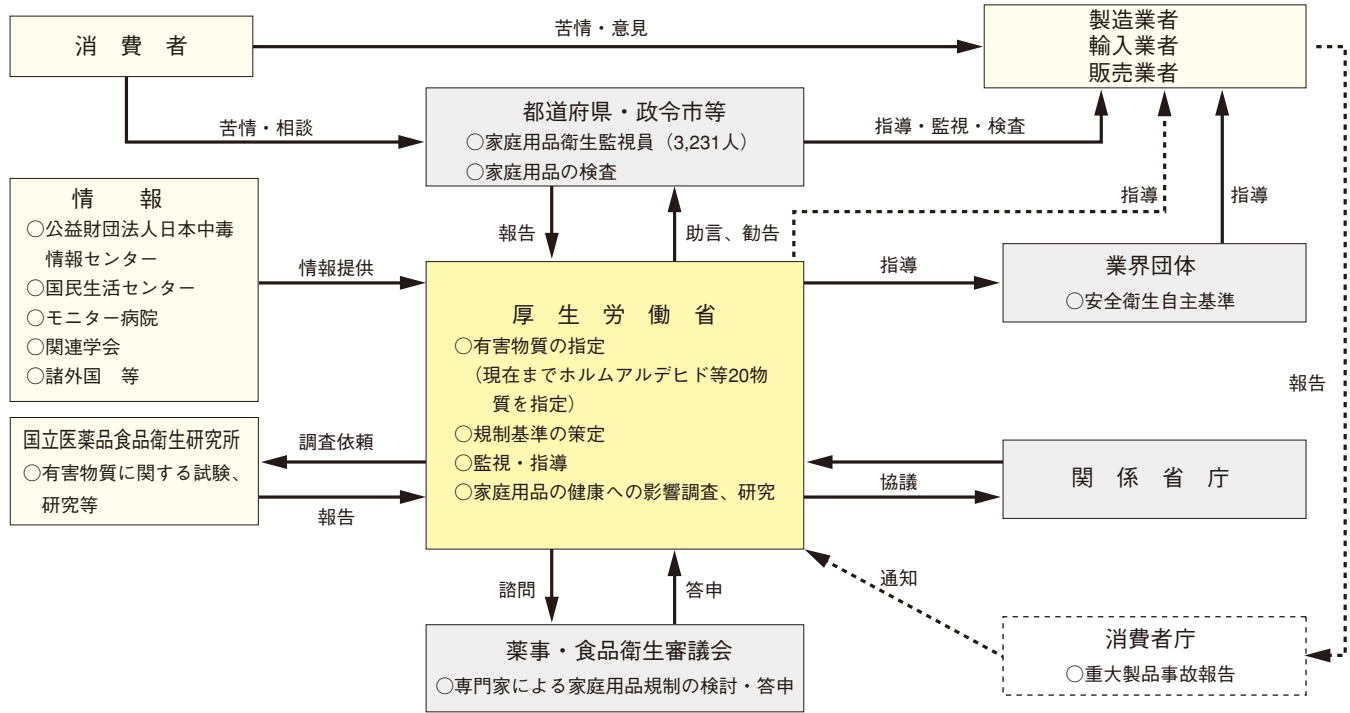 消　費　者
苦情・意見
製造業者
輸入業者
販売業者
苦情・相談
都道府県・政令市等
○家庭用品衛生監視員（3,231人）
○家庭用品の検査
指導・監視・検査
情　　報
○公益財団法人日本中毒
情報センター
○国民生活センター
○モニター病院
○関連学会
○諸外国　等
情報提供
報告
助言、勧告
指導
指導
指導
業界団体
○安全衛生自主基準
厚　生　労　働　省
○有害物質の指定
（現在までホルムアルデヒド等20物
質を指定）
○規制基準の策定
○監視・指導
○家庭用品の健康への影響調査、研究
報告
国立医薬品食品衛生研究所
○有害物質に関する試験、
研究等
調査依頼
報告
協議
関　係　省　庁
諮問
答申
通知
薬事・食品衛生審議会
○専門家による家庭用品規制の検討・答申
消費者庁
○重大製品事故報告